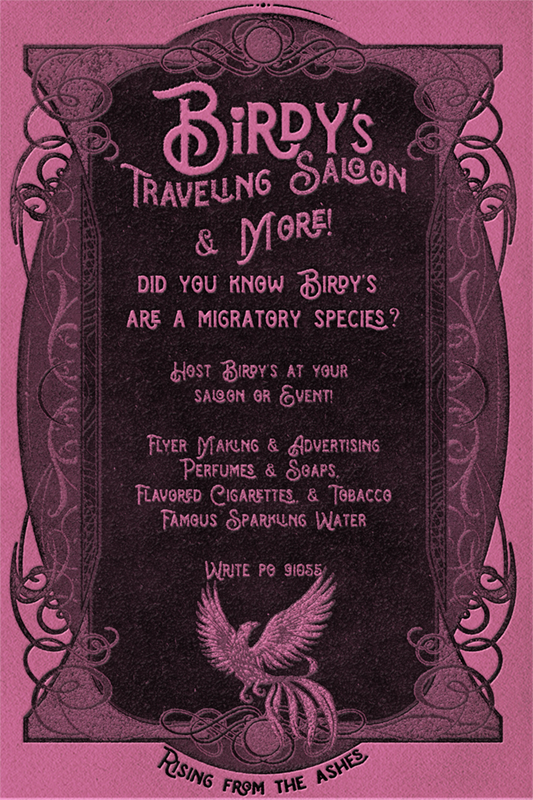 Birdy's
Traveling Saloon
& More!
did you know Birdy's
are a migratory species?
Host Birdy's at your
saloon or Event!
Flyer Making & Advertising
Perfumes & Soaps,
Flavored Cigarettes, & Tobacco
Famous Sparkling Water
Write PO 91055
Rising from the ashes